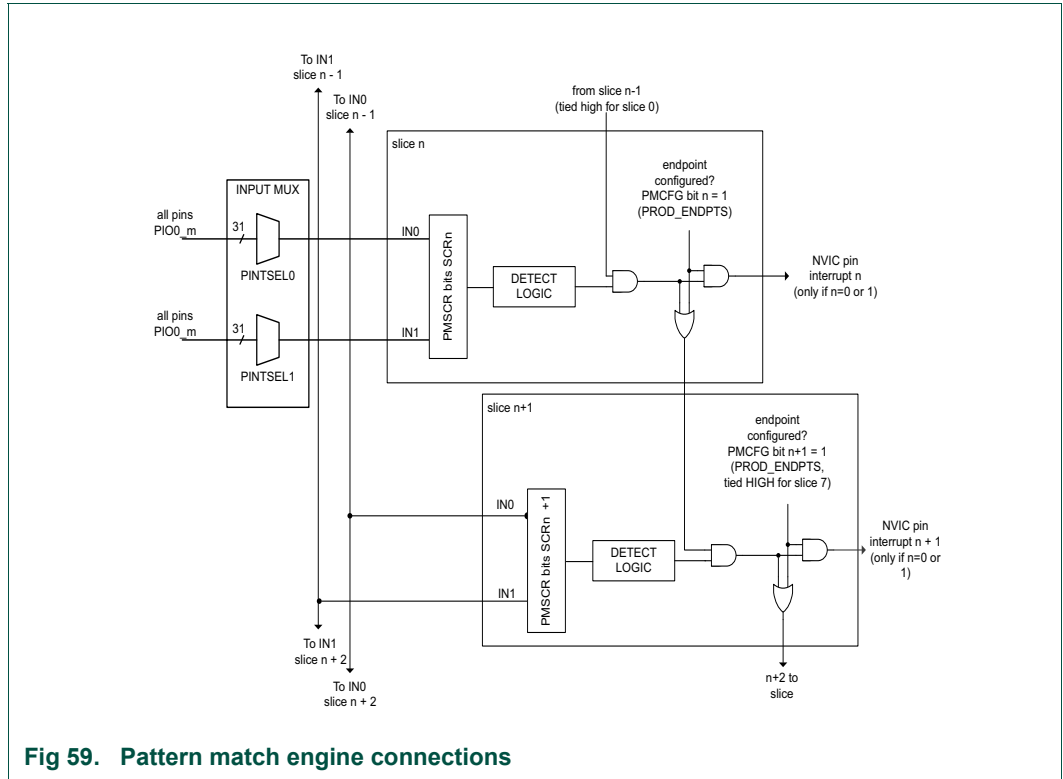 To IN1
slice n - 1
To IN0
slice n - 1
from slice n-1
(tied high for slice 0)
slice n
endpoint
configured?
PMCFG bit n = 1
(PROD_ENDPTS)
INPUT MUX
all pins
PIO0_m
31
PINTSEL0
IN0
PMSCR bits SCRn
DETECT
LOGIC
NVIC pin
interrupt n
(only if n=0 or 1)
all pins
PIO0_m
31
PINTSEL1
IN1
slice n+1
endpoint
configured?
PMCFG bit n+1 = 1
(PROD_ENDPTS,
tied HIGH for slice 7)
IN0
PMSCR bits SCRn +1
DETECT
LOGIC
NVIC pin
interrupt n + 1
(only if n=0 or
1)
IN1
To IN1
slice n + 2
To IN0
slice n + 2
n+2 to
slice
Fig 59. Pattern match engine connections